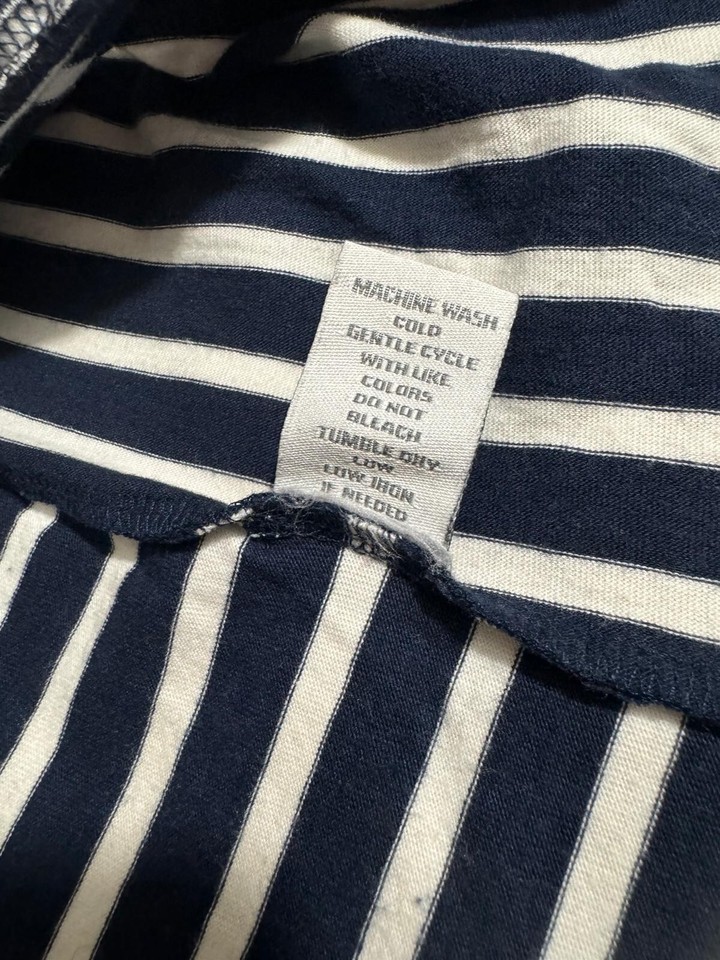 MACHINE WASH
COLD
GENTLE CYCLE
WITH LIKE
COLORS
DO NOT
BLEACH
TUMBLE DRY
LOW
LOW IRON
IF NEEDED